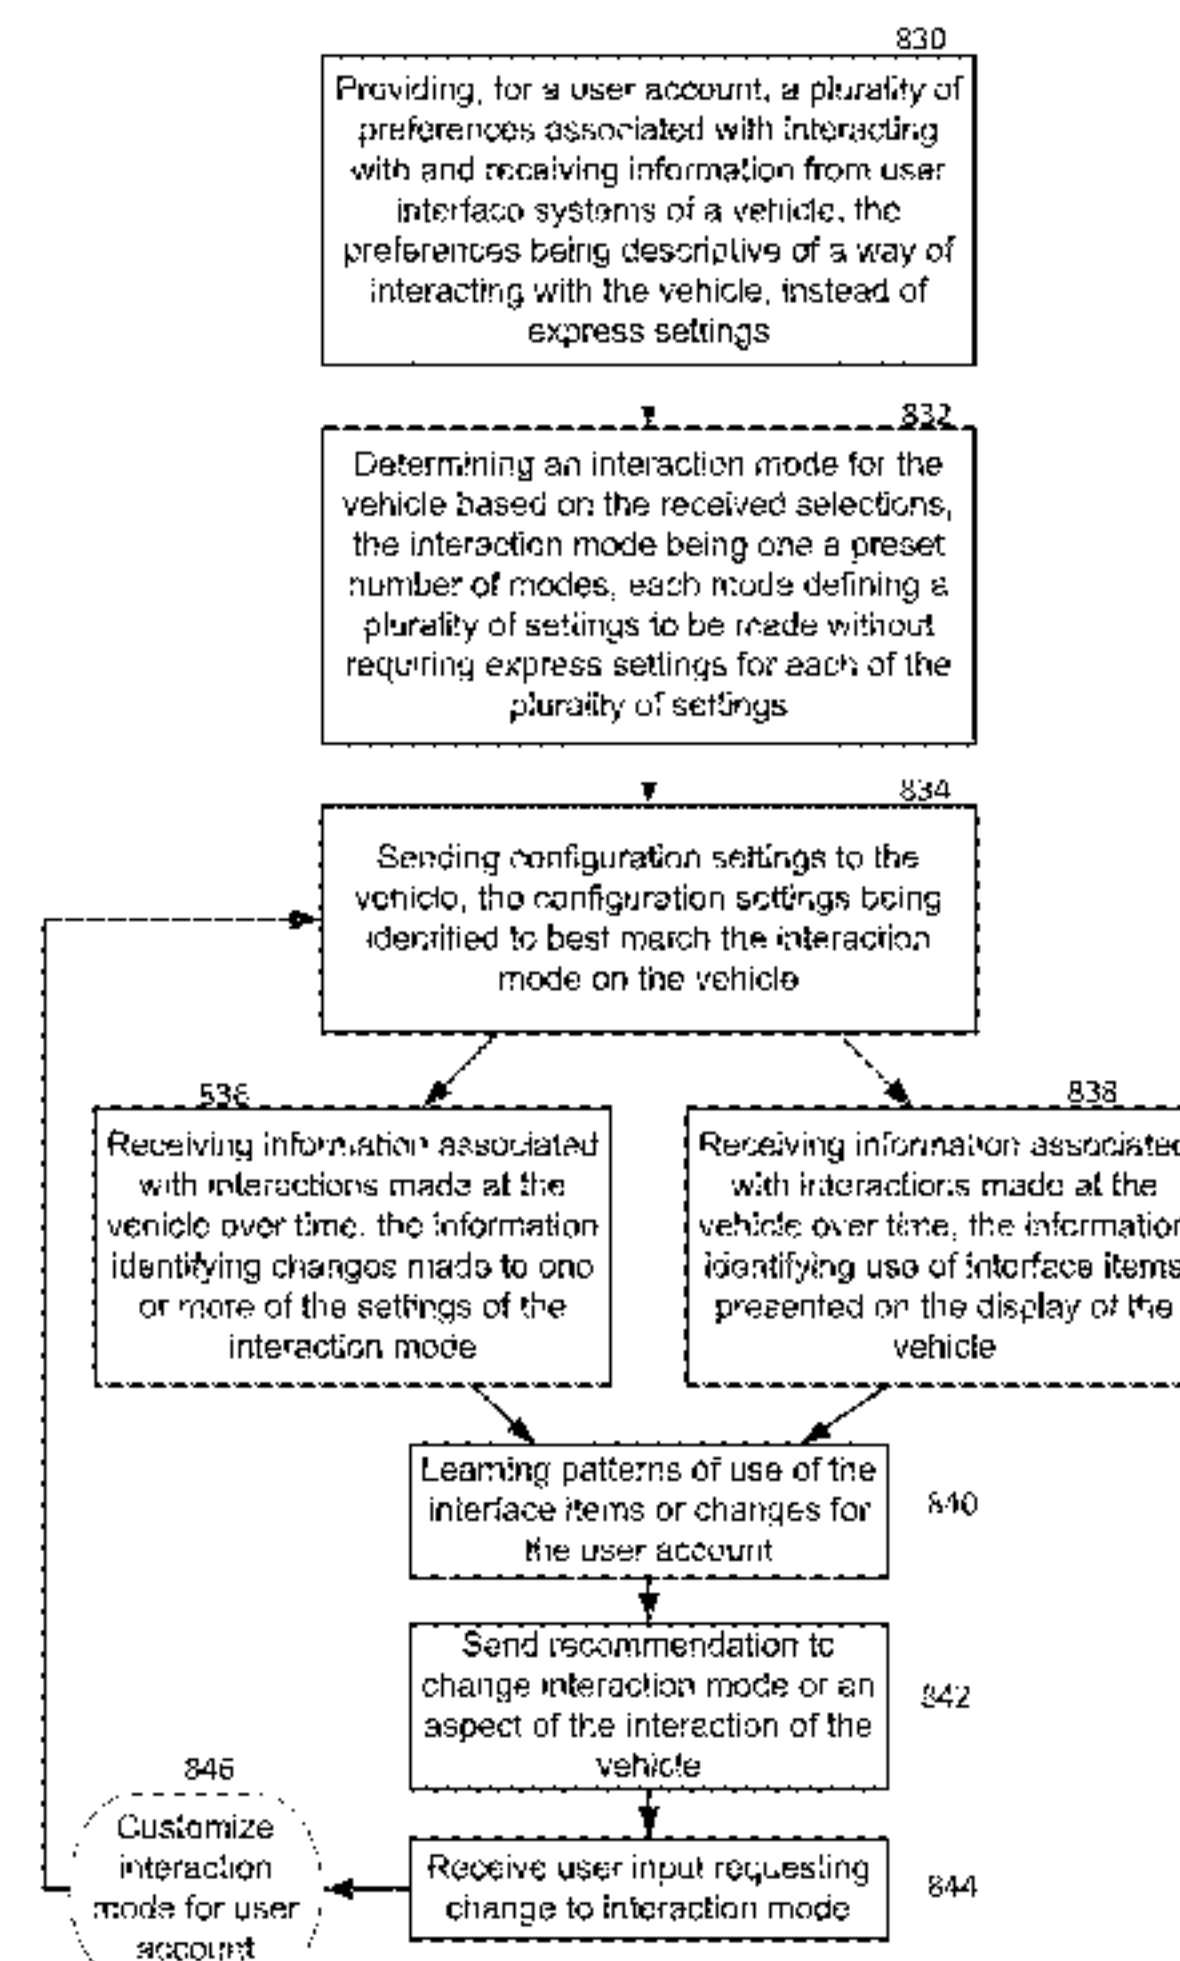 830
Providing, for a user account, a plurality of
preferences associated with interacting
with and receiving information from user
interface systems of a vehicle, the
preferences being descriptive of a way of
interacting with the vehicle, instead of
express settings
832
Determining an interaction mode for the
vehicle based on the received selections,
the interaction mode being one a preset
number of modes, each mode defining a
plurality of settings to be made without
requiring express settings for each of the
plurality of settings
834
Sending configuration settings to the
vehicle, the configuration settings being
identified to best match the interaction
mode on the vehicle
536
Receiving information associated
with interactions made at the
vehicle over time, the information
identifying changes made to one
or more of the settings of the
interaction mode
838
Receiving information associated
with interactions made at the
vehicle over time, the information
identifying use of interface items
presented on the display of the
vehicle
Learning patterns of use of the
interface items or changes for
the user account
840
Send recommendation to
change interaction mode or an
aspect of the interaction of the
vehicle
842
846
Customize
interaction
mode for user
account
Receive user input requesting
change to interaction mode
844